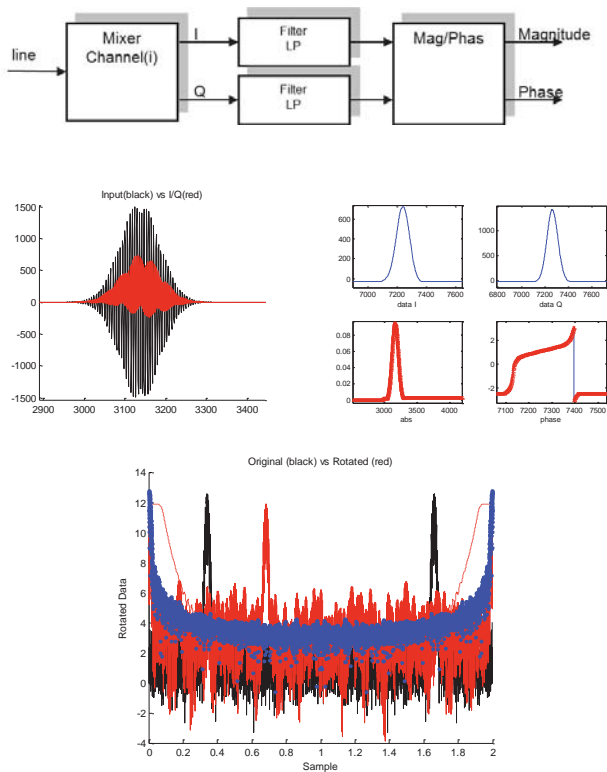 line
Mixer
Channel(i)
I
Q
Filter
LP
Filter
LP
Mag/Phas
Magnitude
Phase
Input(black) vs I/Q(red)
1500
1000
500
0
-500
-1000
-1500
2900 3000 3100 3200 3300 3400
600
400
200
0
7000 7200 7400 7600
data I
1000
500
0
6800 7000 7200 7400 7600
data Q
0.08
0.06
0.04
0.02
0
3000 4000
abs
2
0
-2
7100 7200 7300 7400 7500
phase
Original (black) vs Rotated (red)
Rotated Data
14
12
10
8
6
4
2
0
-2
-4
0 0.2 0.4 0.6 0.8 1 1.2 1.4 1.6 1.8 2
Sample